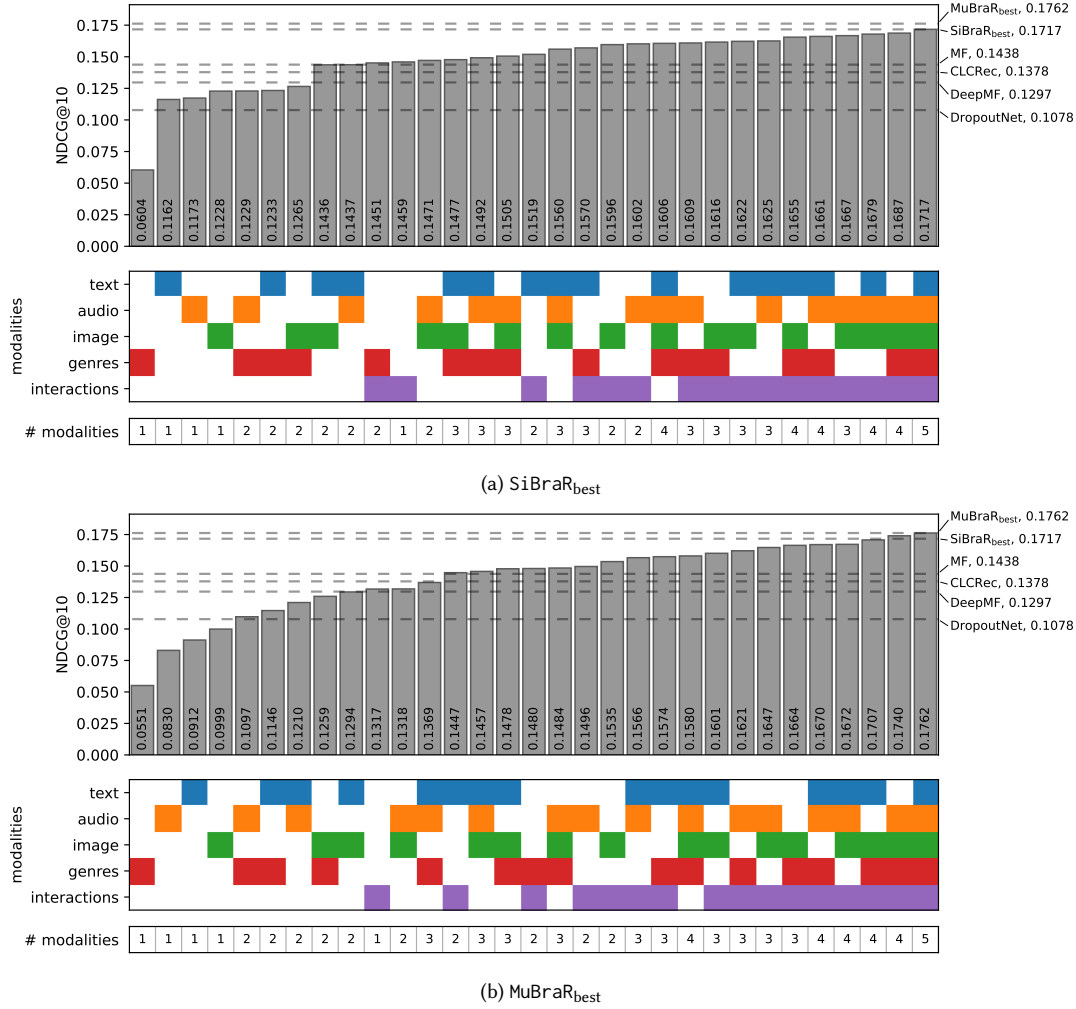 MuBraR_best, 0.1762
SiBraR_best, 0.1717
MF, 0.1438
CLCRec, 0.1378
DeepMF, 0.1297
DropoutNet, 0.1078
NDCG@10
0.175
0.150
0.125
0.100
0.075
0.050
0.025
0.000
0.0604 0.1162 0.1173 0.1228 0.1229 0.1233 0.1265 0.1436 0.1437 0.1451 0.1459 0.1471 0.1477 0.1492 0.1505 0.1519 0.1560 0.1570 0.1596 0.1602 0.1606 0.1609 0.1616 0.1622 0.1625 0.1655 0.1661 0.1667 0.1679 0.1687 0.1717
modalities
text
audio
image
genres
interactions
# modalities 1 1 1 1 2 2 2 2 2 2 1 2 3 3 3 2 3 3 2 2 4 3 3 3 3 4 4 3 4 4 5
(a) SiBraR_best
MuBraR_best, 0.1762
SiBraR_best, 0.1717
MF, 0.1438
CLCRec, 0.1378
DeepMF, 0.1297
DropoutNet, 0.1078
NDCG@10
0.175
0.150
0.125
0.100
0.075
0.050
0.025
0.000
0.0551 0.0830 0.0912 0.0999 0.1097 0.1146 0.1210 0.1259 0.1294 0.1317 0.1318 0.1369 0.1447 0.1457 0.1478 0.1480 0.1484 0.1496 0.1535 0.1566 0.1574 0.1580 0.1601 0.1621 0.1647 0.1664 0.1670 0.1672 0.1707 0.1740 0.1762
modalities
text
audio
image
genres
interactions
# modalities 1 1 1 1 2 2 2 2 2 1 2 3 2 3 3 2 3 2 2 3 3 4 3 3 3 3 4 4 4 4 5
(b) MuBraR_best